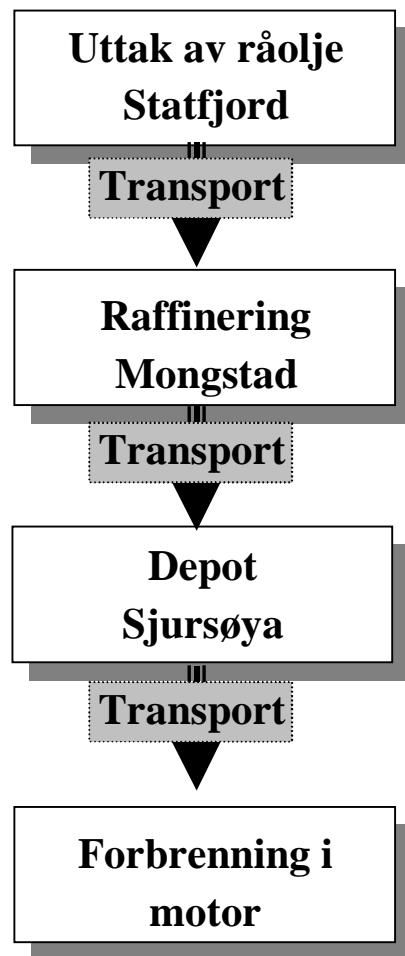 Uttak av råolje
Statfjord
Transport
Raffinering
Mongstad
Transport
Depot
Sjursøya
Transport
Forbrenning i
motor